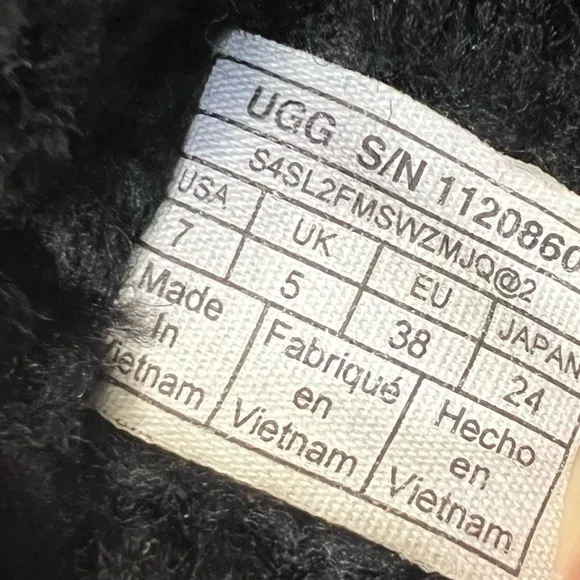 UGG S/N 1120860
S4SL2FMSWZMJQ@2
USA UK EU JAPAN
7 5 38 24
Made In Vietnam
Fabriqué en Vietnam
Hecho en Vietnam